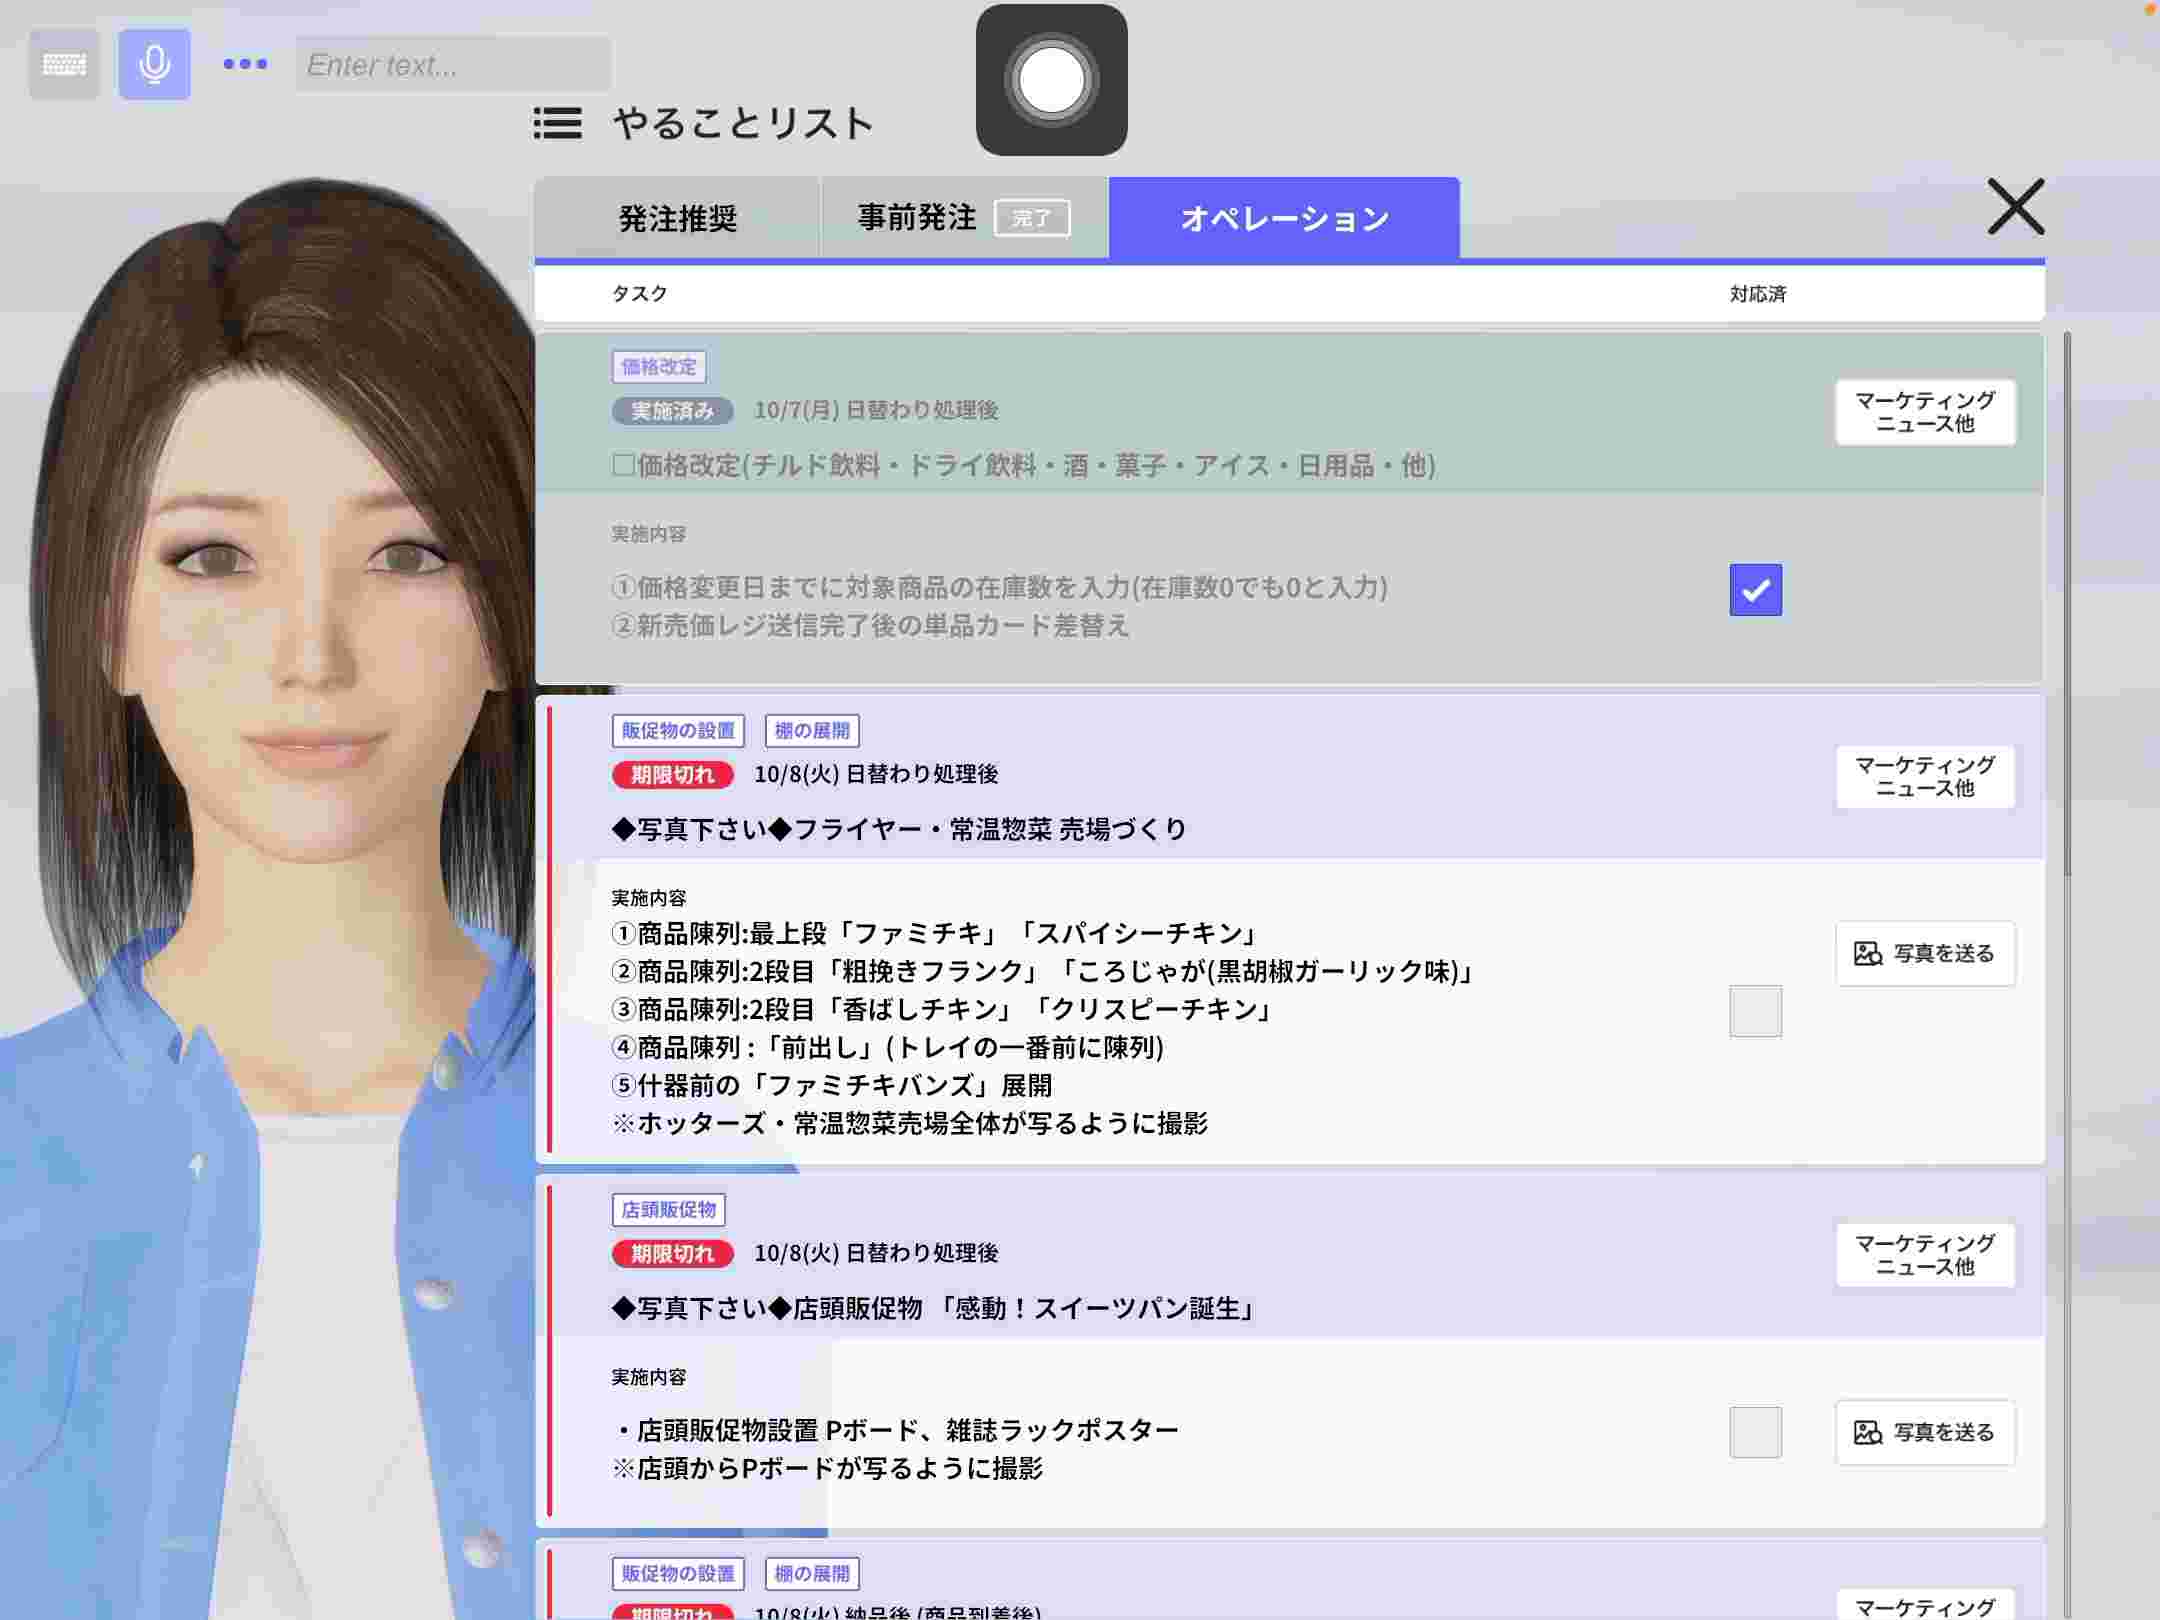 Enter text...
やることリスト
発注推奨
事前発注 完了
オペレーション
タスク 対応済
価格改定
実施済み 10/7(月) 日替わり処理後
マーケティング
ニュース他
□価格改定(チルド飲料・ドライ飲料・酒・菓子・アイス・日用品・他)
実施内容
①価格変更日までに対象商品の在庫数を入力(在庫数0でも0と入力)
②新売価レジ送信完了後の単品カード差替え
販促物の設置 棚の展開
期限切れ 10/8(火) 日替わり処理後
マーケティング
ニュース他
◆写真下さい◆フライヤー・常温惣菜 売場づくり
実施内容
①商品陳列:最上段「ファミチキ」「スパイシーチキン」
②商品陳列:2段目「粗挽きフランク」「ころじゃが(黒胡椒ガーリック味)」
③商品陳列:2段目「香ばしチキン」「クリスピーチキン」
④商品陳列 :「前出し」(トレイの一番前に陳列)
⑤什器前の「ファミチキバンズ」展開
※ホッターズ・常温惣菜売場全体が写るように撮影
写真を送る
店頭販促物
期限切れ 10/8(火) 日替わり処理後
マーケティング
ニュース他
◆写真下さい◆店頭販促物 「感動！スイーツパン誕生」
実施内容
・店頭販促物設置 Pボード、雑誌ラックポスター
※店頭からPボードが写るように撮影
写真を送る
販促物の設置 棚の展開
期限切れ 10/8(火) 納品後 (商品到着後)
マーケティング